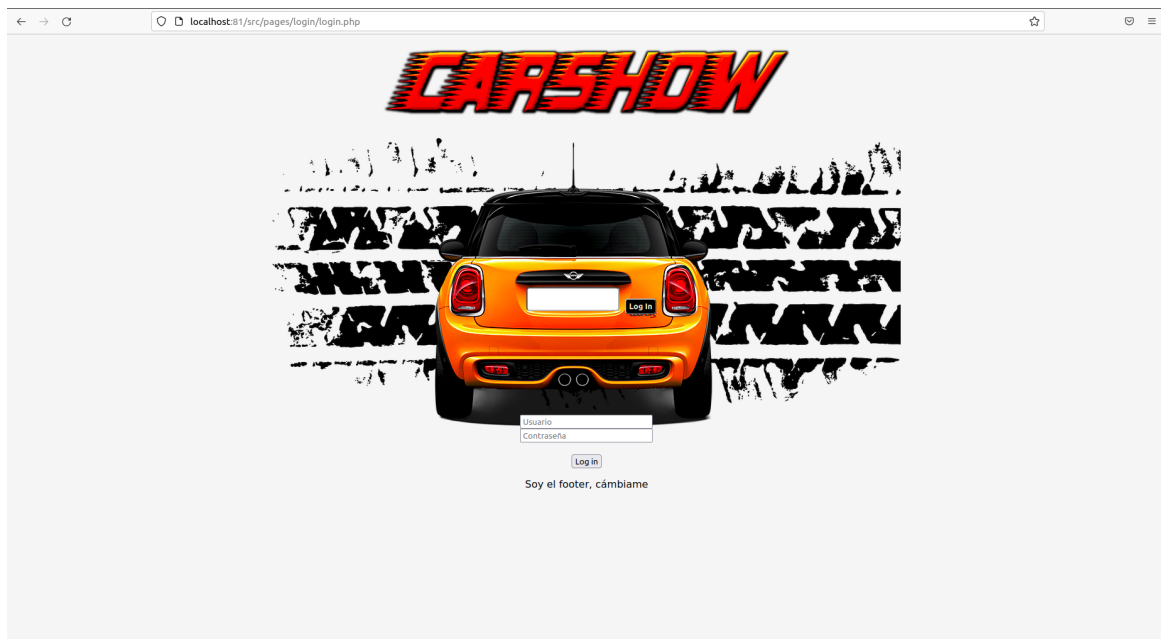 localhost:81/src/pages/login/login.php
CARSHOW
Log In
Usuario
Contraseña
Log in
Soy el footer, cámbiame